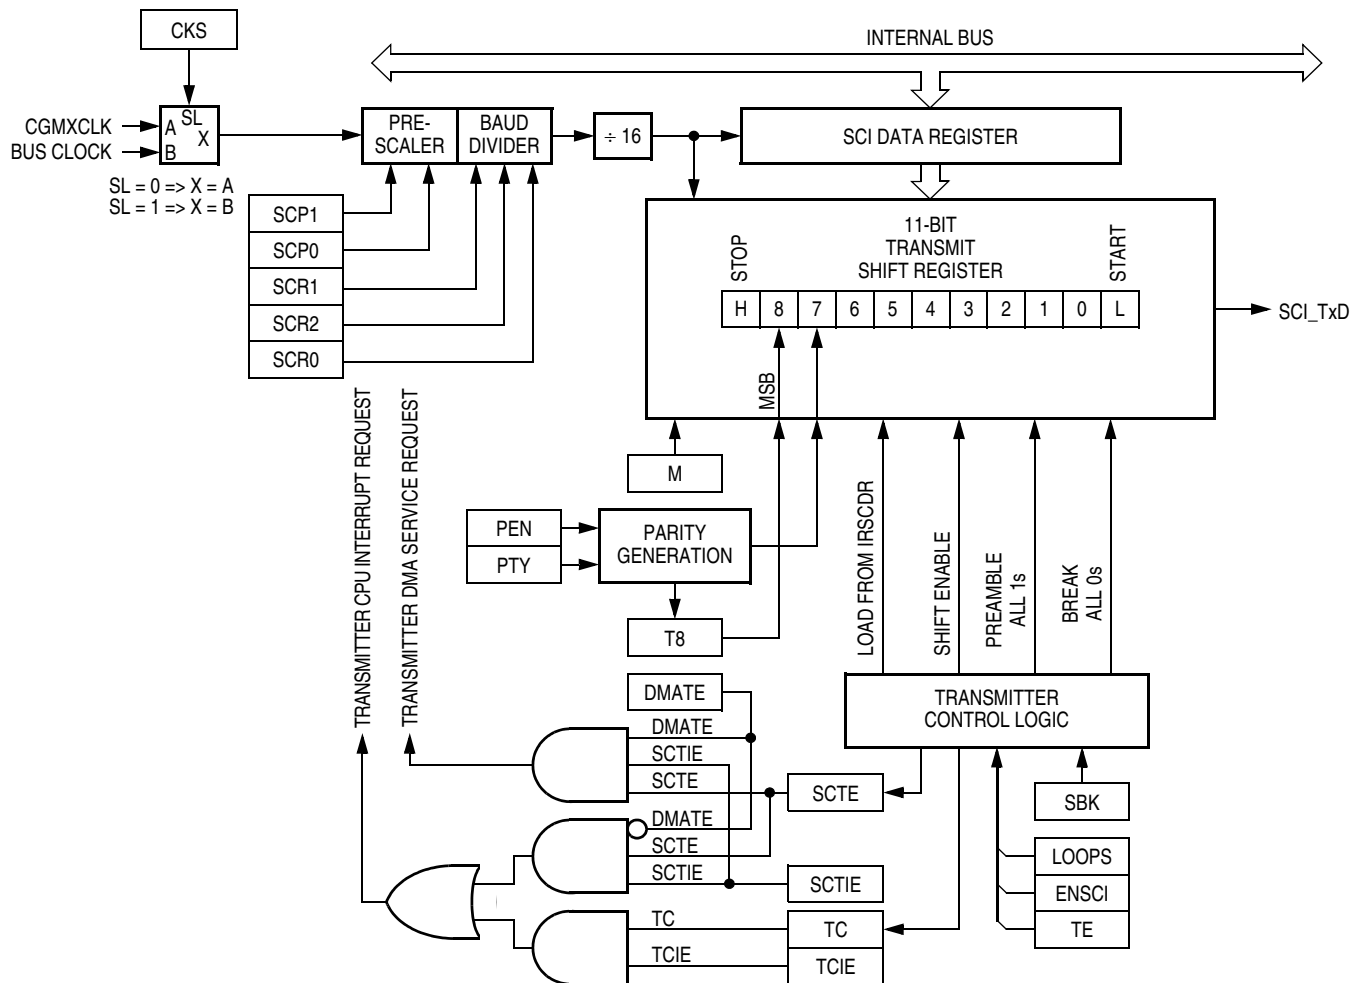 CKS
INTERNAL BUS
CGMXCLK
BUS CLOCK
SL
A
X
B
SL = 0 => X = A
SL = 1 => X = B
PRE-
SCALER
BAUD
DIVIDER
÷ 16
SCI DATA REGISTER
SCP1
SCP0
SCR1
SCR2
SCR0
11-BIT
TRANSMIT
SHIFT REGISTER
STOP
START
H 8 7 6 5 4 3 2 1 0 L
SCI_TxD
MSB
M
TRANSMITTER CPU INTERRUPT REQUEST
TRANSMITTER DMA SERVICE REQUEST
PEN
PTY
PARITY
GENERATION
T8
LOAD FROM IRSCDR
SHIFT ENABLE
PREAMBLE
ALL 1s
BREAK
ALL 0s
TRANSMITTER
CONTROL LOGIC
DMATE
DMATE
SCTIE
SCTE
SCTE
DMATE
SCTE
SCTIE
SCTIE
TC
TCIE
TC
TCIE
SBK
LOOPS
ENSCI
TE